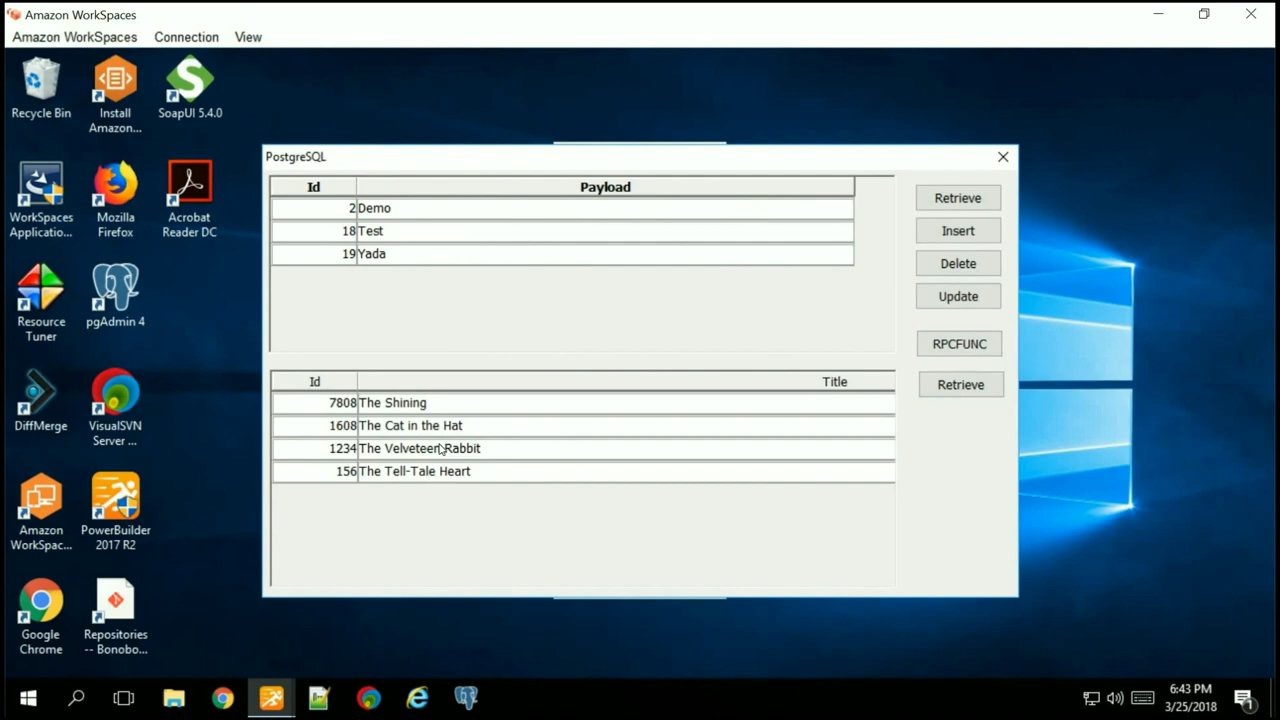 Amazon WorkSpaces
Amazon WorkSpaces Connection View
Recycle Bin
Install Amazon...
SoapUI 5.4.0
WorkSpaces Applicatio...
Mozilla Firefox
Acrobat Reader DC
Resource Tuner
pgAdmin 4
DiffMerge
VisualSVN Server ...
Amazon WorkSpac...
PowerBuilder 2017 R2
Google Chrome
Repositories -- Bonobo...
PostgreSQL
Id Payload
2 Demo
18 Test
19 Yada
Retrieve
Insert
Delete
Update
RPCFUNC
Retrieve
Id Title
7808 The Shining
1608 The Cat in the Hat
1234 The Velveteen Rabbit
156 The Tell-Tale Heart
6:43 PM
3/25/2018
1